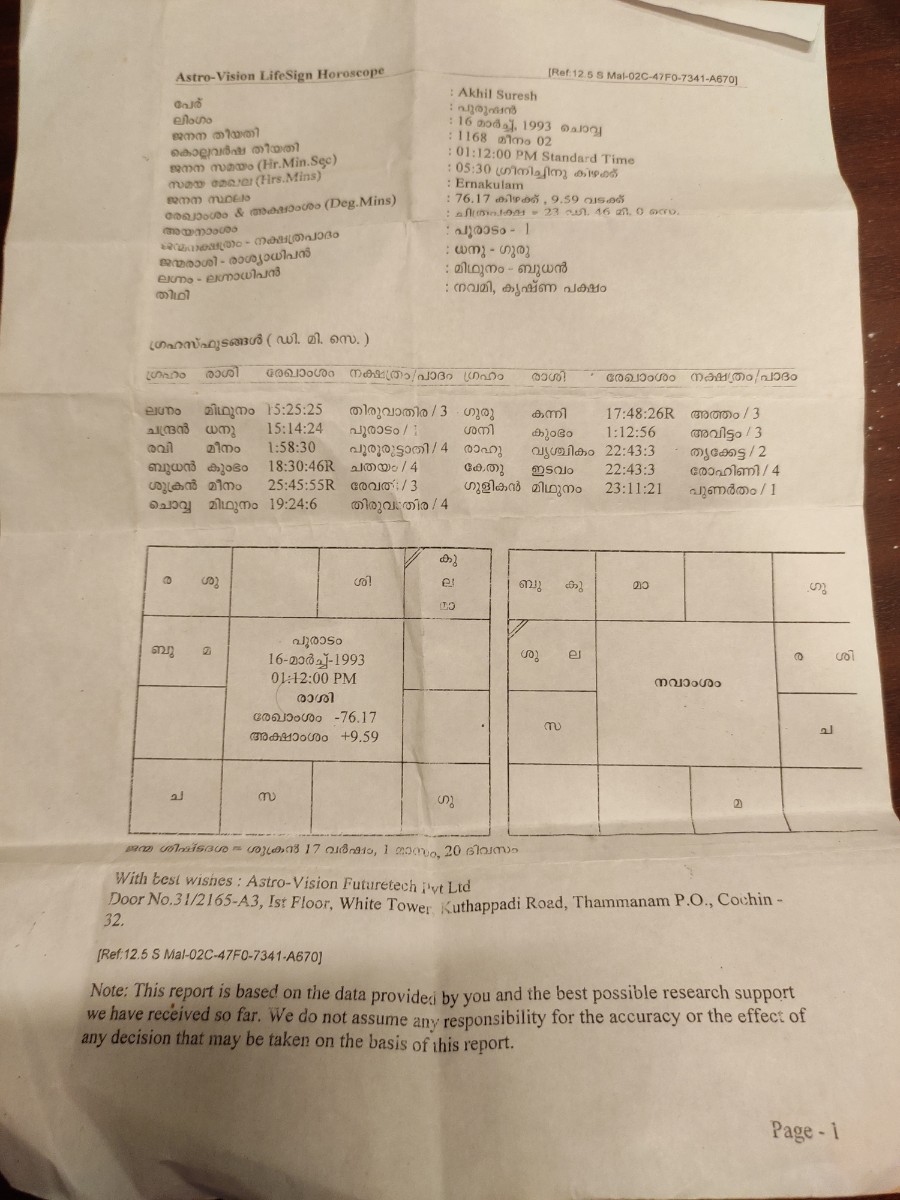 Astro-Vision LifeSign Horoscope [Ref:12.5 S Mal-02C-47F0-7341-A670]
പേര് : Akhil Suresh
ലിംഗം : പുരുഷൻ
ജനന തീയതി : 16 മാർച്ച്, 1993 ചൊവ്വ
കൊല്ലവർഷ തീയതി : 1168 മീനം 02
ജനന സമയം (Hr.Min.Sec) : 01:12:00 PM Standard Time
സമയ മേഖല (Hrs.Mins) : 05:30 ഗ്രീനിച്ചിനു കിഴക്ക്
ജനന സ്ഥലം : Ernakulam
രേഖാംശം & അക്ഷാംശം (Deg.Mins) : 76.17 കിഴക്ക് , 9.59 വടക്ക്
അയനാംശം : ചിത്രപക്ഷ = 23 ഡി. 46 മി. 0 സെ.
ജന്മനക്ഷത്രം - നക്ഷത്രപാദം : പൂരാടം - 1
ജന്മരാശി - രാശ്യാധിപൻ : ധനു - ഗുരു
ലഗ്നം - ലഗ്നാധിപൻ : മിഥുനം - ബുധൻ
തിഥി : നവമി, കൃഷ്ണ പക്ഷം
ഗ്രഹസ്ഫുടങ്ങൾ ( ഡി. മി. സെ. )
ഗ്രഹം രാശി രേഖാംശം നക്ഷത്രം/പാദം ഗ്രഹം രാശി രേഖാംശം നക്ഷത്രം/പാദം
ലഗ്നം മിഥുനം 15:25:25 തിരുവാതിര / 3 ഗുരു കന്നി 17:48:26R അത്തം / 3
ചന്ദ്രൻ ധനു 15:14:24 പൂരാടം / ശനി കുംഭം 1:12:56 അവിട്ടം / 3
രവി മീനം 1:58:30 പൂരുരുട്ടാതി / 4 രാഹു വൃശ്ചികം 22:43:3 തൃക്കേട്ട / 2
ബുധൻ കുംഭം 18:30:46R ചതയം / 4 കേതു ഇടവം 22:43:3 രോഹിണി / 4
ശുക്രൻ മീനം 25:45:55R രേവതി / 3 ഗുളികൻ മിഥുനം 23:11:21 പുണർതം / 1
ചൊവ്വ മിഥുനം 19:24:6 തിരുവാതിര / 4
ര ശു ശി കു
ല
മാ
ബു മ
പൂരാടം
16-മാർച്ച്-1993
01:12:00 PM
രാശി
രേഖാംശം -76.17
അക്ഷാംശം +9.59
ച സ ഗു
ബു കു മാ ഗു
ശു ല ര ശി
നവാംശം
സ ച
മ
ജന്മ ശിഷ്ടദശ = ശുക്രൻ 17 വർഷം, 1 മാസം, 20 ദിവസം
With best wishes : Astro-Vision Futuretech Pvt Ltd
Door No.31/2165-A3, Ist Floor, White Tower, Kuthappadi Road, Thammanam P.O., Cochin -
32.
[Ref:12.5 S Mal-02C-47F0-7341-A670]
Note: This report is based on the data provided by you and the best possible research support
we have received so far. We do not assume any responsibility for the accuracy or the effect of
any decision that may be taken on the basis of this report.
Page - 1